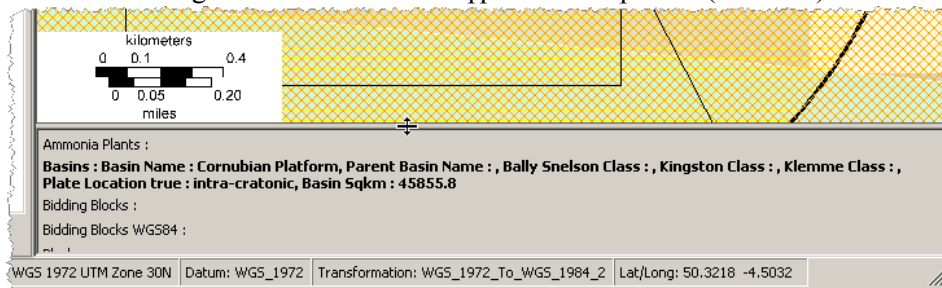 kilometers
0 0.1 0.4
0 0.05 0.20
miles
Ammonia Plants :
Basins : Basin Name : Cornubian Platform, Parent Basin Name : , Bally Snelson Class : , Kingston Class : , Klemme Class : ,
Plate Location true : intra-cratonic, Basin Sqkm : 45855.8
Bidding Blocks :
Bidding Blocks WGS84 :
WGS 1972 UTM Zone 30N Datum: WGS_1972 Transformation: WGS_1972_To_WGS_1984_2 Lat/Long: 50.3218 -4.5032